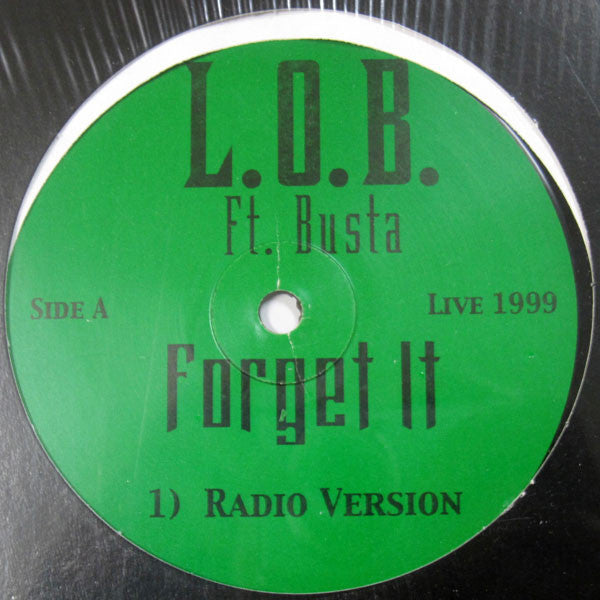 L.O.B.
Ft. Busta
SIDE A
LIVE 1999
Forget It
1) RADIO VERSION